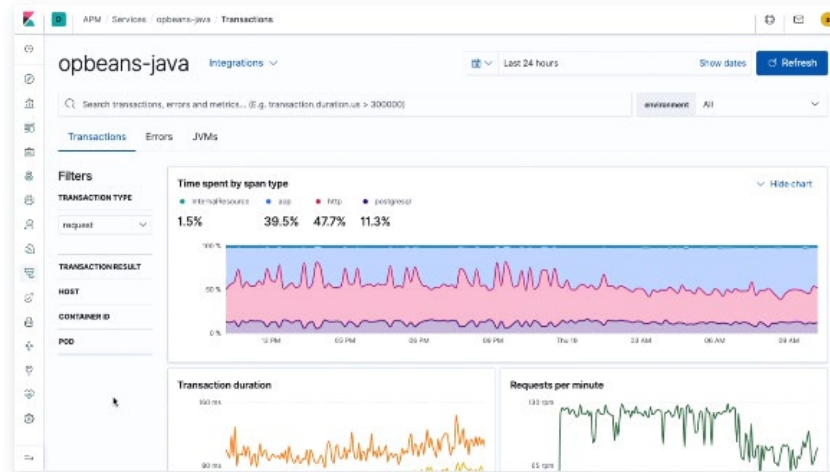 D APM / Services / opbeans-java / Transactions
opbeans-java Integrations Last 24 hours Show dates Refresh
Search transactions, errors and metrics... (E.g. transaction.duration.us > 300000) environment All
Transactions Errors JVMs
Filters
TRANSACTION TYPE
request
TRANSACTION RESULT
HOST
CONTAINER ID
POD
Time spent by span type Hide chart
internalResource app http postgresql
1.5% 39.5% 47.7% 11.3%
100 %
50 %
0 %
12 PM 03 PM 06 PM 09 PM Thu 19 03 AM 06 AM 09 AM
Transaction duration
160 ms
80 ms
Requests per minute
130 rpm
65 rpm